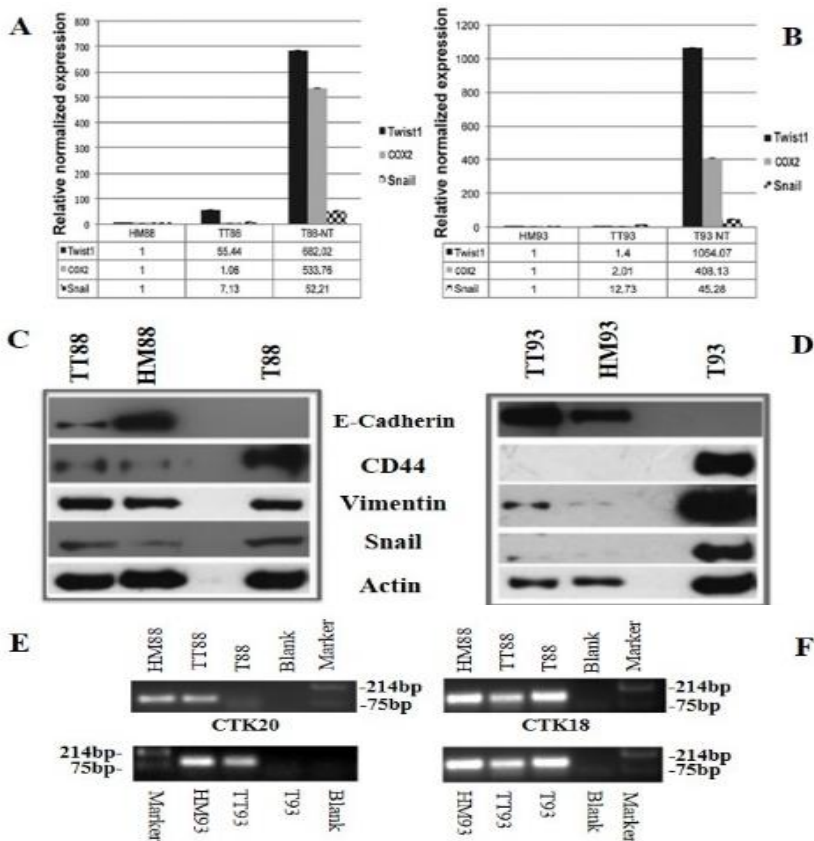 A
Relative normalized expression
800
700
600
500
400
300
200
100
0
Twist1
COX2
Snail
HM88 TT88 T88-NT
Twist1 1 55.44 682.02
COX2 1 1.06 533.76
Snail 1 7.13 52.21
B
Relative normalized expression
1200
1000
800
600
400
200
0
Twist1
COX2
Snail
HM93 TT93 T93 NT
Twist1 1 1.4 1064.07
COX2 1 2.01 408.13
Snail 1 12.73 45.28
C
TT88 HM88 T88
D
TT93 HM93 T93
E-Cadherin
CD44
Vimentin
Snail
Actin
E
HM88 TT88 T88 Blank Marker
-214bp
-75bp
CTK20
214bp-
75bp-
Marker HM93 TT93 T93 Blank
F
HM88 TT88 T88 Blank Marker
-214bp
-75bp
CTK18
-214bp
-75bp
HM93 TT93 T93 Blank Marker